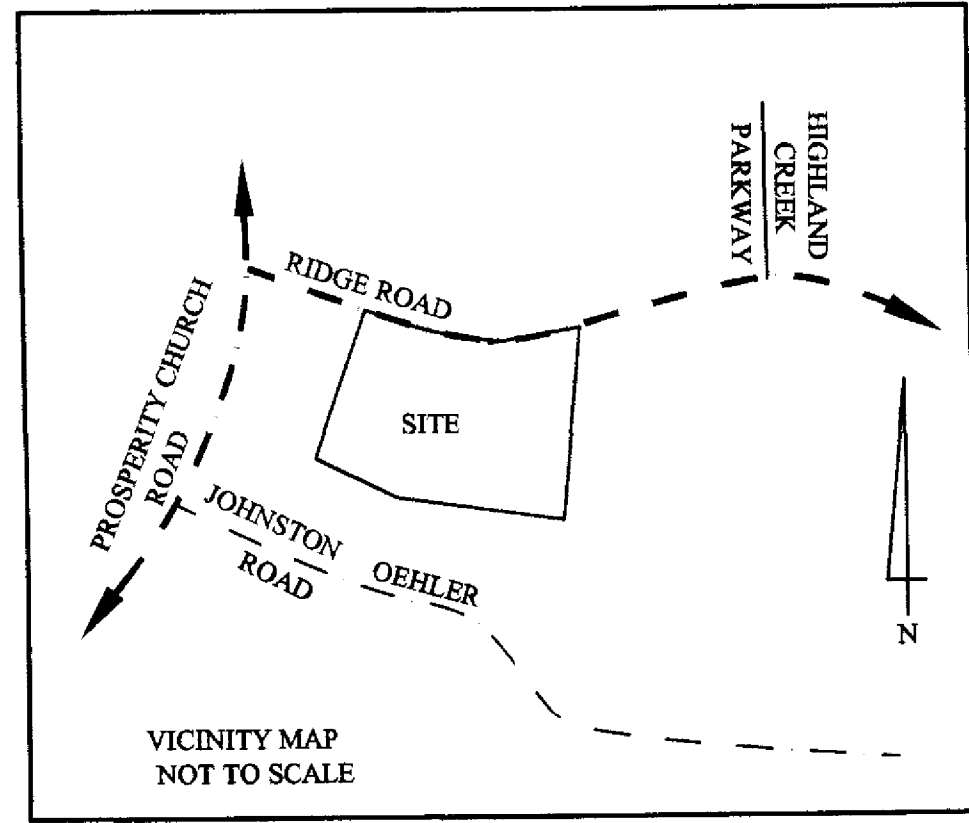 HIGHLAND
CREEK
PARKWAY
RIDGE ROAD
PROSPERITY CHURCH
ROAD
SITE
JOHNSTON OEHLER
ROAD
N
VICINITY MAP
NOT TO SCALE